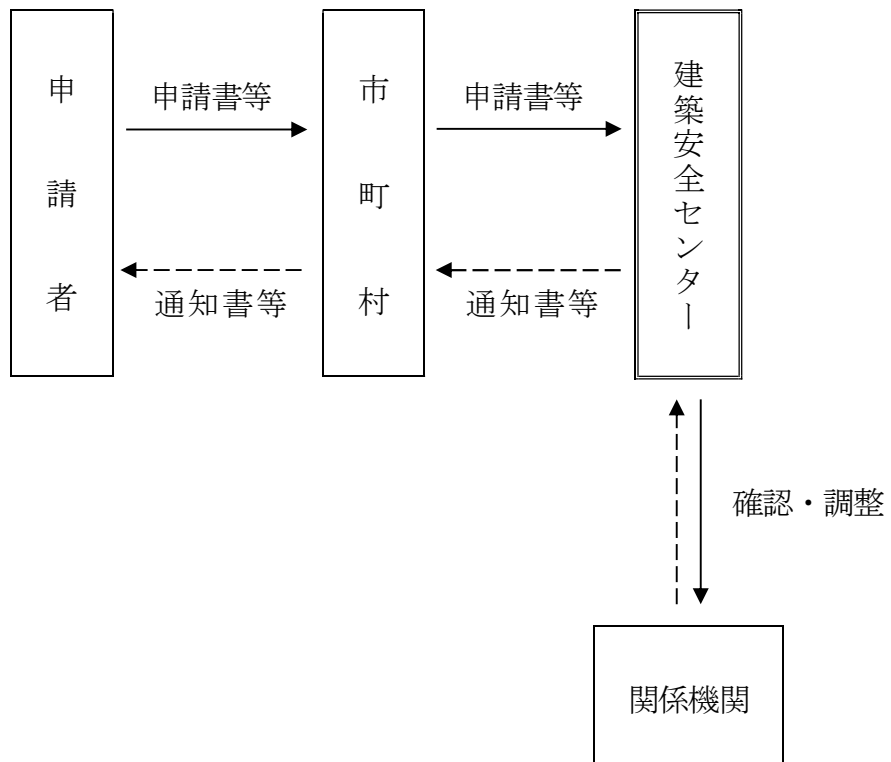 申請者
申請書等
通知書等
市町村
申請書等
通知書等
建築安全センター
確認・調整
関係機関